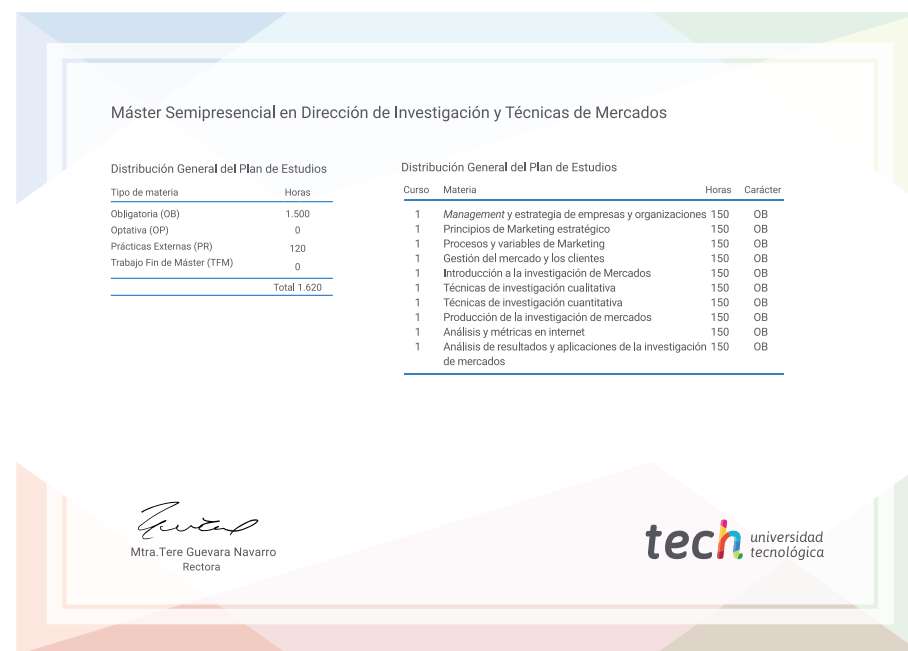 Máster Semipresencial en Dirección de Investigación y Técnicas de Mercados
Distribución General del Plan de Estudios
Tipo de materia Horas
Obligatoria (OB) 1.500
Optativa (OP) 0
Prácticas Externas (PR) 120
Trabajo Fin de Máster (TFM) 0
Total 1.620
Distribución General del Plan de Estudios
Curso Materia Horas Carácter
1 Management y estrategia de empresas y organizaciones 150 OB
1 Principios de Marketing estratégico 150 OB
1 Procesos y variables de Marketing 150 OB
1 Gestión del mercado y los clientes 150 OB
1 Introducción a la investigación de Mercados 150 OB
1 Técnicas de investigación cualitativa 150 OB
1 Técnicas de investigación cuantitativa 150 OB
1 Producción de la investigación de mercados 150 OB
1 Análisis y métricas en internet 150 OB
1 Análisis de resultados y aplicaciones de la investigación 150 OB
de mercados
Mtra.Tere Guevara Navarro
Rectora
tech universidad
tecnológica